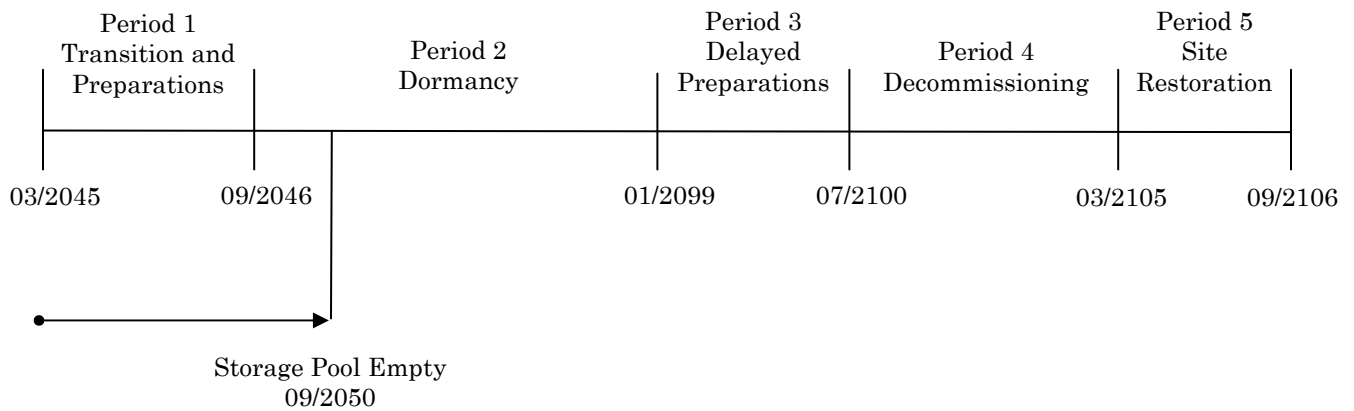 Period 1
Transition and
Preparations
Period 2
Dormancy
Period 3
Delayed
Preparations
Period 4
Decommissioning
Period 5
Site
Restoration
03/2045
09/2046
01/2099
07/2100
03/2105
09/2106
Storage Pool Empty
09/2050